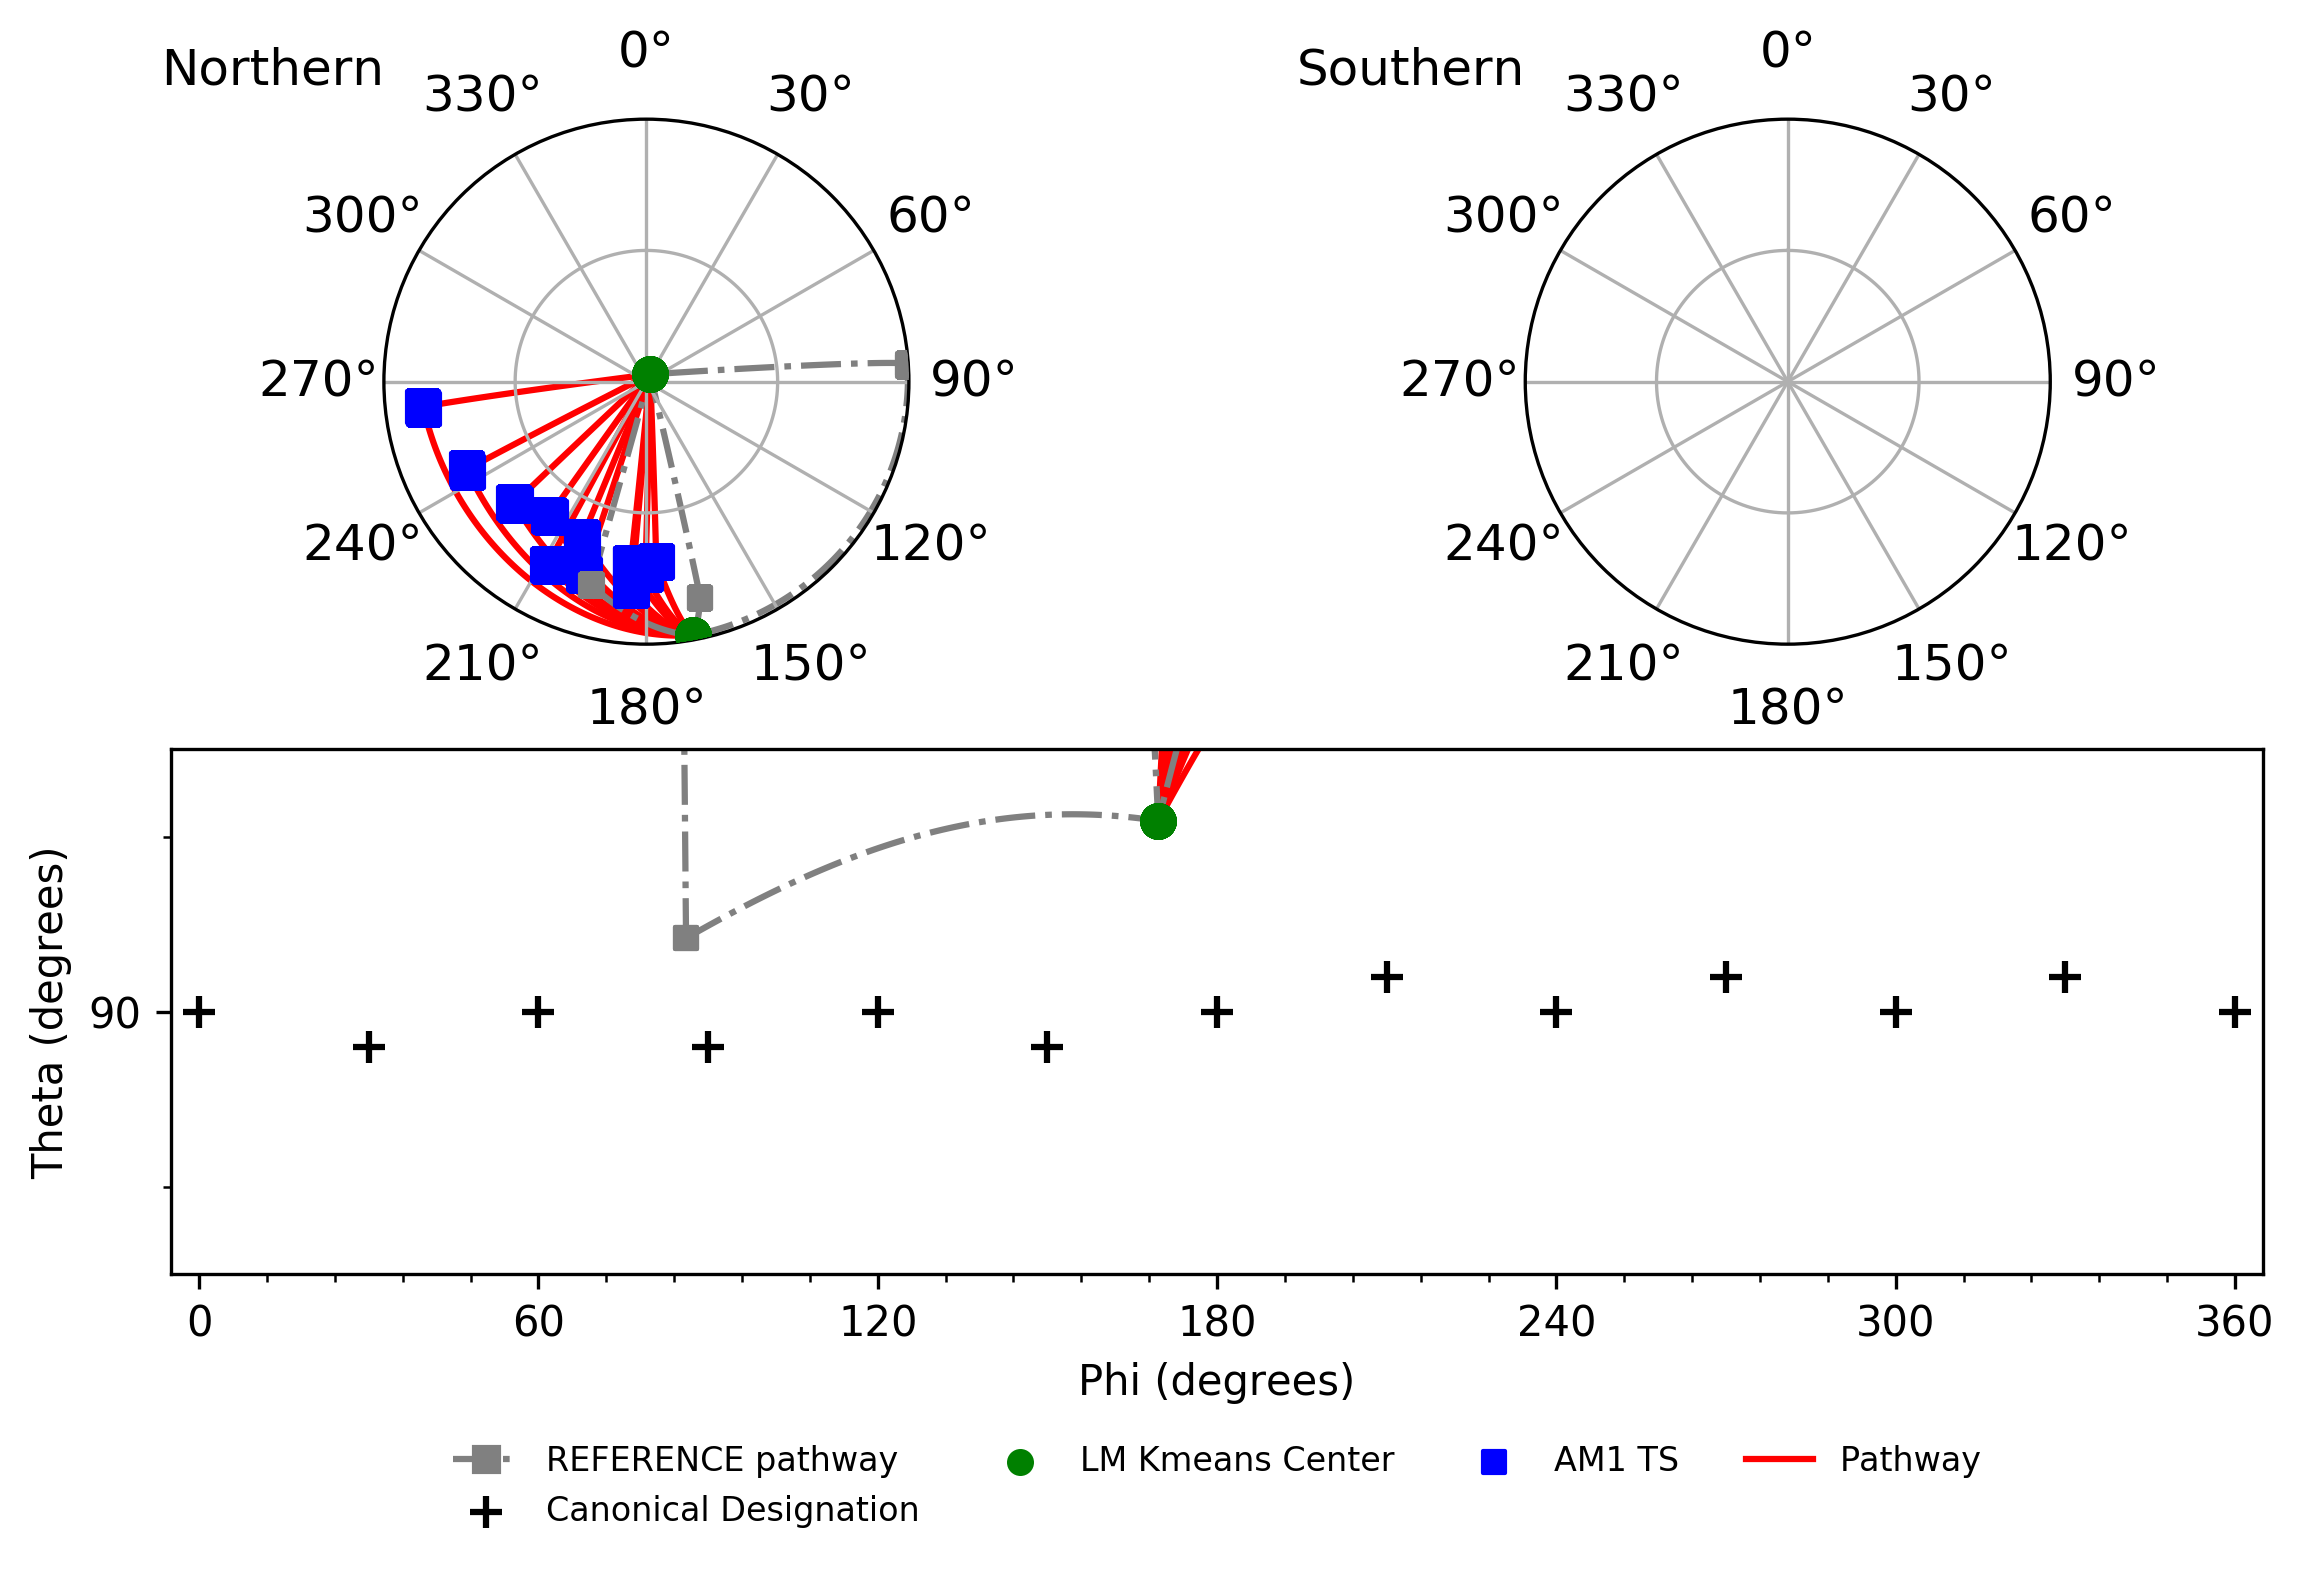 Northern
0°
330°
30°
300°
60°
270°
90°
240°
120°
210°
150°
180°
Southern
0°
330°
30°
300°
60°
270°
90°
240°
120°
210°
150°
180°
Theta (degrees)
90
0 60 120 180 240 300 360
Phi (degrees)
REFERENCE pathway
LM Kmeans Center
AM1 TS
Pathway
Canonical Designation